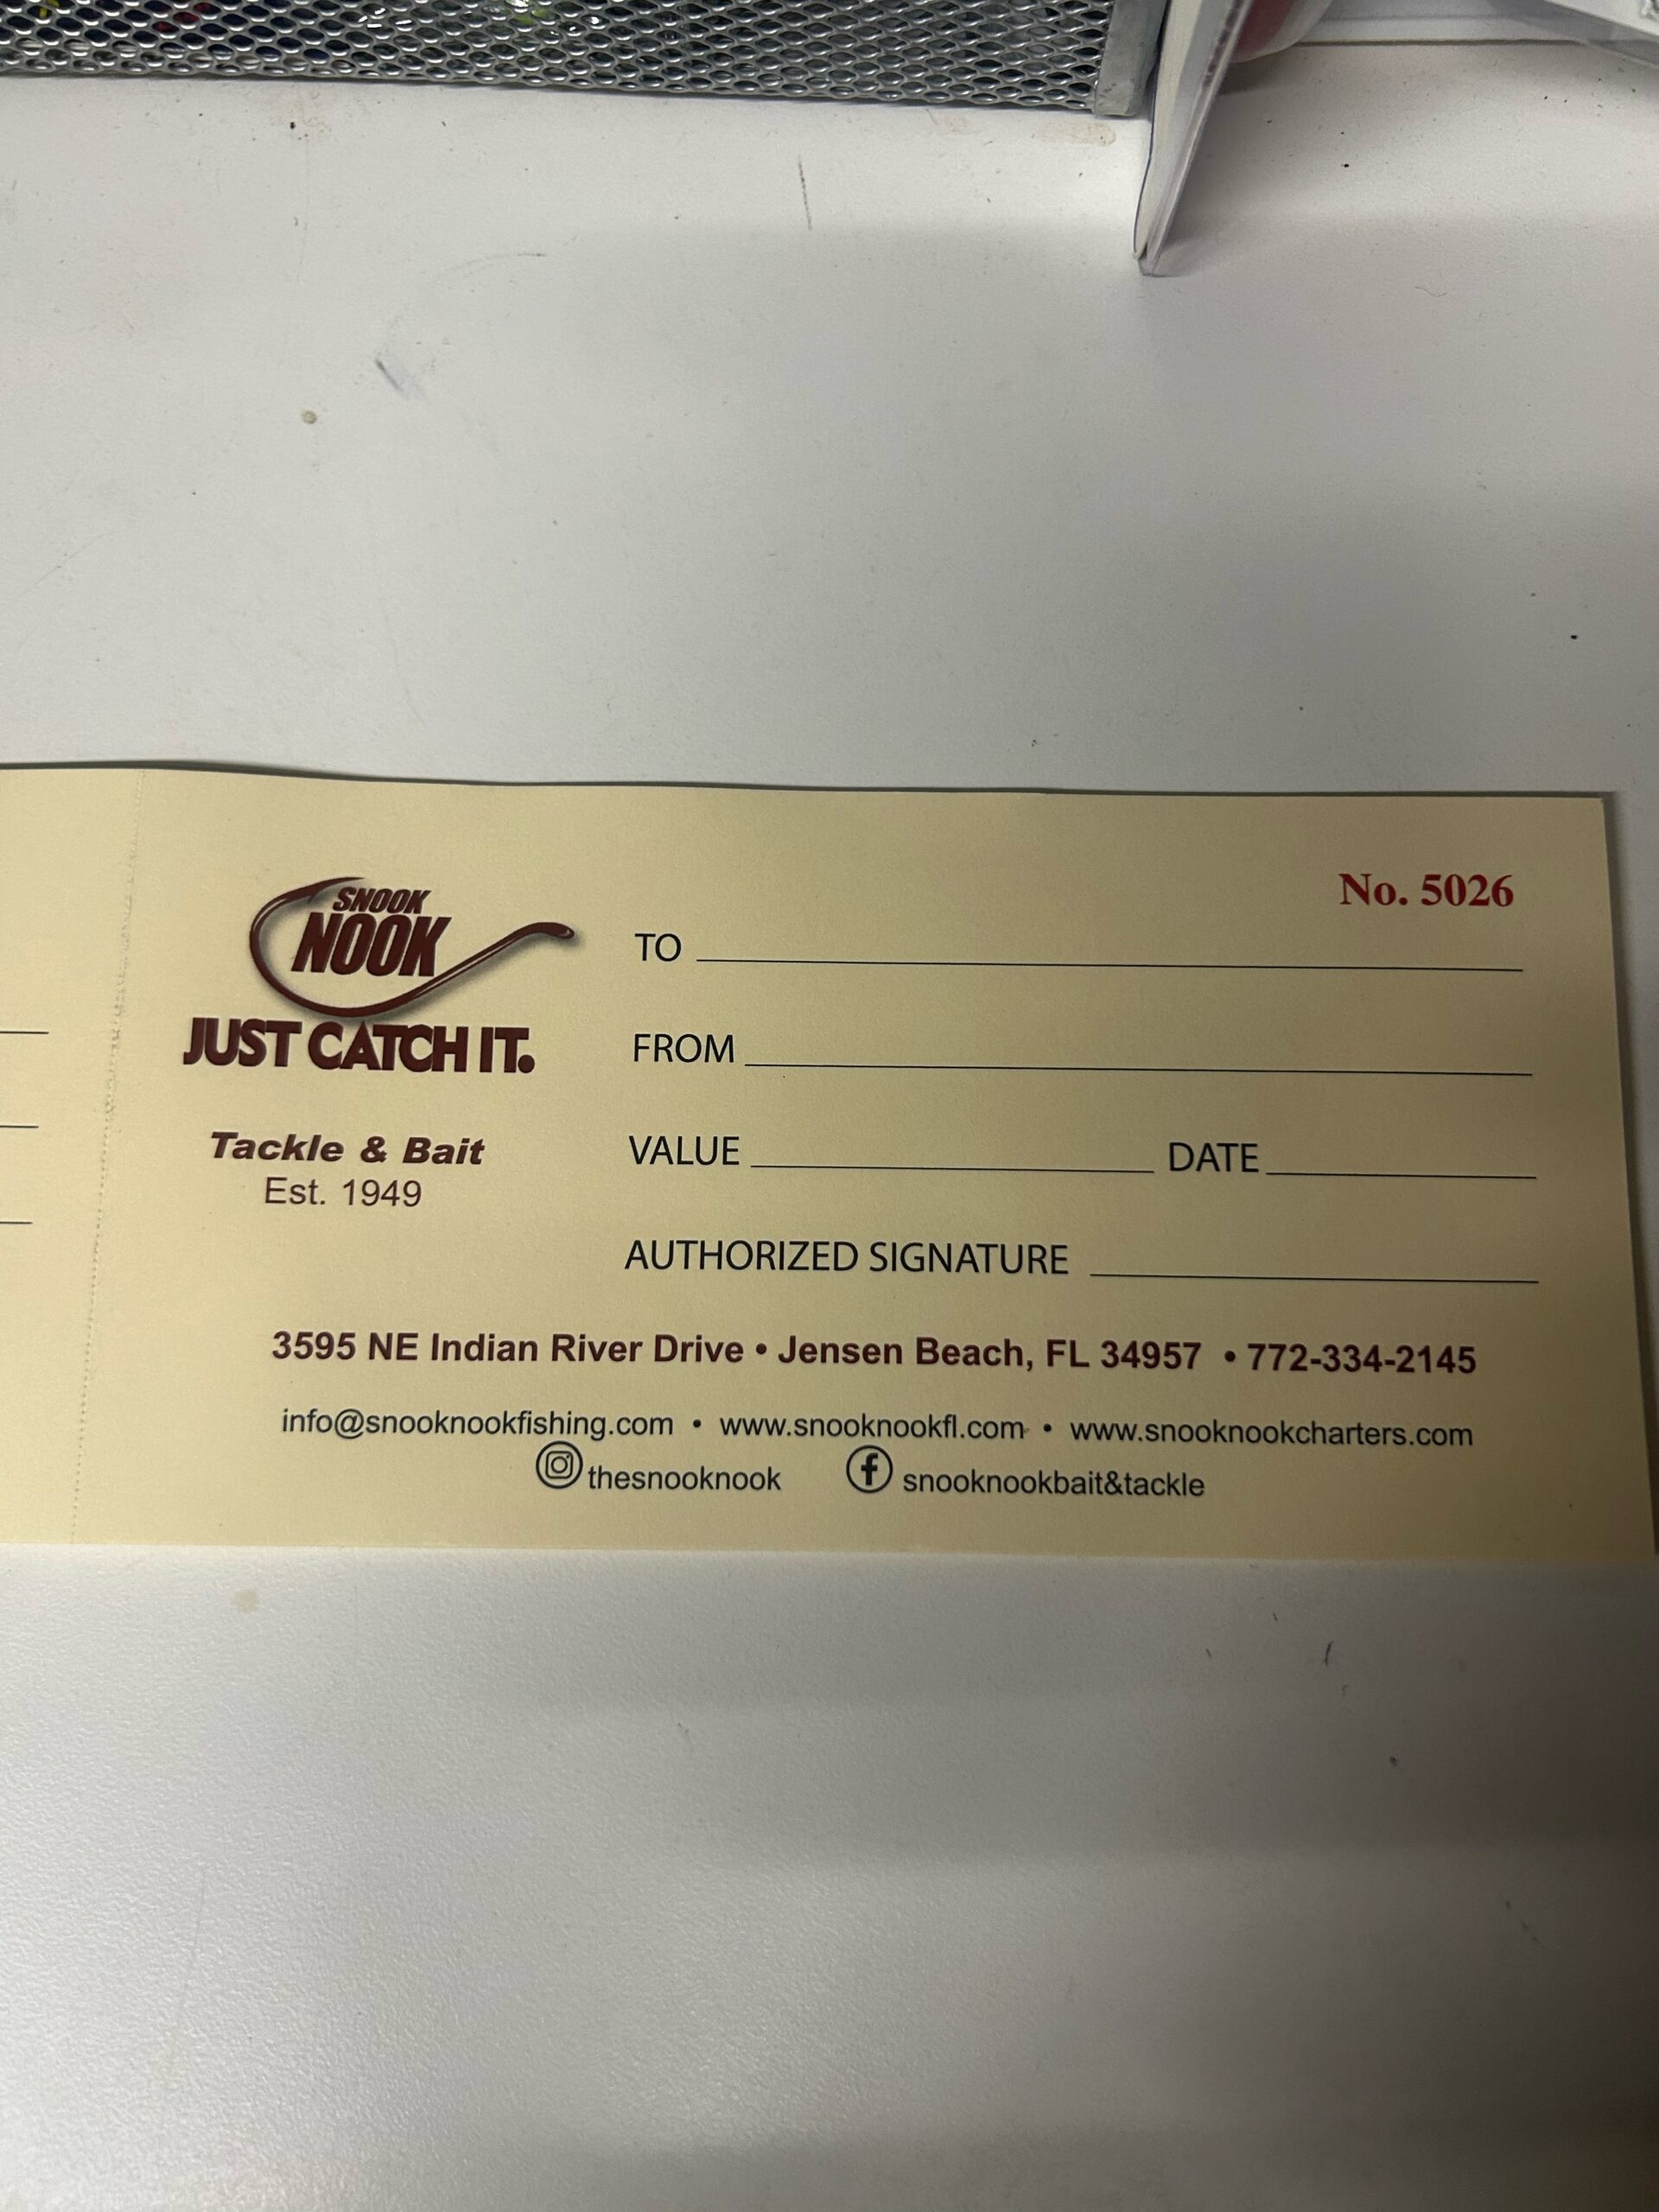 No. 5026
SNOOK
NOOK
JUST CATCH IT.
Tackle & Bait
Est. 1949
TO
FROM
VALUE DATE
AUTHORIZED SIGNATURE
3595 NE Indian River Drive • Jensen Beach, FL 34957 • 772-334-2145
info@snooknookfishing.com • www.snooknookfl.com • www.snooknookcharters.com
thesnooknook snooknookbait&tackle